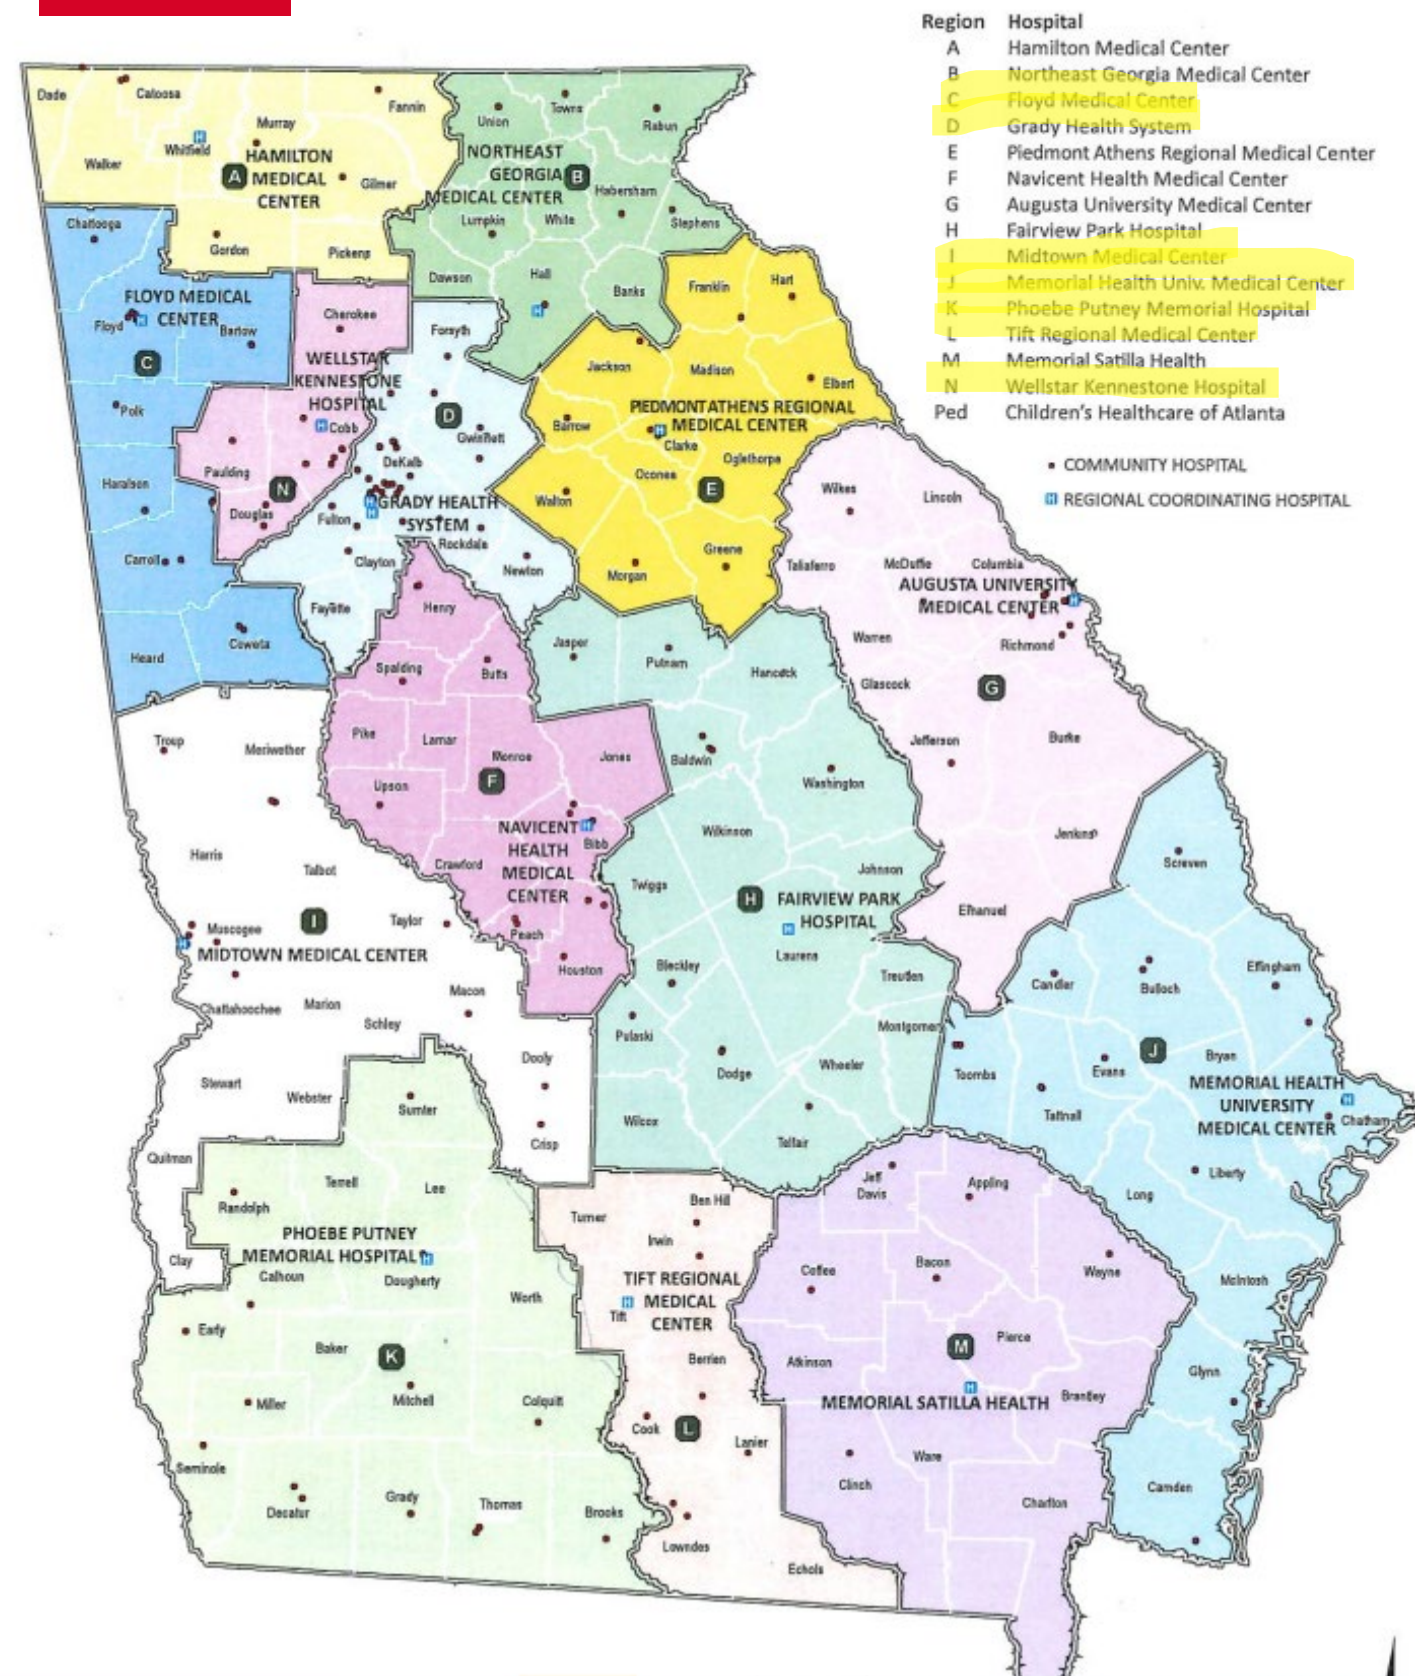 Region Hospital
A Hamilton Medical Center
B Northeast Georgia Medical Center
C Floyd Medical Center
D Grady Health System
E Piedmont Athens Regional Medical Center
F Navicent Health Medical Center
G Augusta University Medical Center
H Fairview Park Hospital
I Midtown Medical Center
J Memorial Health Univ. Medical Center
K Phoebe Putney Memorial Hospital
L Tift Regional Medical Center
M Memorial Satilla Health
N Wellstar Kennestone Hospital
Ped Children's Healthcare of Atlanta
COMMUNITY HOSPITAL
H REGIONAL COORDINATING HOSPITAL
Dade
Catoosa
Fannin
Murray
Whitfield
Walker
Gilmer
HAMILTON
MEDICAL
CENTER
A
Gordon
Pickens
Union
Towns
Rabun
NORTHEAST
GEORGIA
MEDICAL CENTER
B
Habersham
Lumpkin
White
Stephens
Dawson
Hall
Banks
Chattooga
FLOYD MEDICAL
CENTER
Floyd
Bartow
C
Polk
Haralson
Carroll
Heard
Coweta
Cherokee
WELLSTAR
KENNESTONE
HOSPITAL
Cobb
Paulding
N
Douglas
Forsyth
D
Gwinnett
DeKalb
GRADY HEALTH
SYSTEM
Fulton
Rockdale
Clayton
Newton
Fayette
Franklin
Hart
Jackson
Madison
Elbert
PIEDMONT ATHENS REGIONAL
MEDICAL CENTER
Barrow
Clarke
Oglethorpe
Oconee
E
Walton
Greene
Morgan
Wilkes
Lincoln
Taliaferro
McDuffie
Columbia
AUGUSTA UNIVERSITY
MEDICAL CENTER
Warren
Richmond
Glascock
G
Jefferson
Burke
Jenkins
Emanuel
Henry
Spalding
Butts
Pike
Lamar
Monroe
Jones
Upson
F
NAVICENT
HEALTH
MEDICAL
CENTER
Bibb
Crawford
Peach
Houston
Jasper
Putnam
Hancock
Baldwin
Washington
Wilkinson
Johnson
Twiggs
H
FAIRVIEW PARK
HOSPITAL
Laurens
Bleckley
Treutlen
Pulaski
Montgomery
Dodge
Wheeler
Wilcox
Telfair
Troup
Meriwether
Harris
Talbot
I
Muscogee
Taylor
MIDTOWN MEDICAL CENTER
Chattahoochee
Marion
Macon
Schley
Dooly
Stewart
Webster
Crisp
Quitman
Clay
Screven
Candler
Bulloch
Effingham
J
Toombs
Evans
Bryan
MEMORIAL HEALTH
UNIVERSITY
MEDICAL CENTER
Tattnall
Chatham
Liberty
Long
McIntosh
Glynn
Camden
Sumter
Terrell
Lee
Randolph
PHOEBE PUTNEY
MEMORIAL HOSPITAL
Calhoun
Dougherty
Worth
Early
Baker
K
Miller
Mitchell
Colquitt
Seminole
Decatur
Grady
Thomas
Brooks
Turner
Ben Hill
Irwin
TIFT REGIONAL
MEDICAL
CENTER
Tift
Berrien
Cook
L
Lanier
Lowndes
Echols
Jeff
Davis
Appling
Coffee
Bacon
Wayne
Atkinson
M
Pierce
MEMORIAL SATILLA HEALTH
Brantley
Ware
Clinch
Charlton